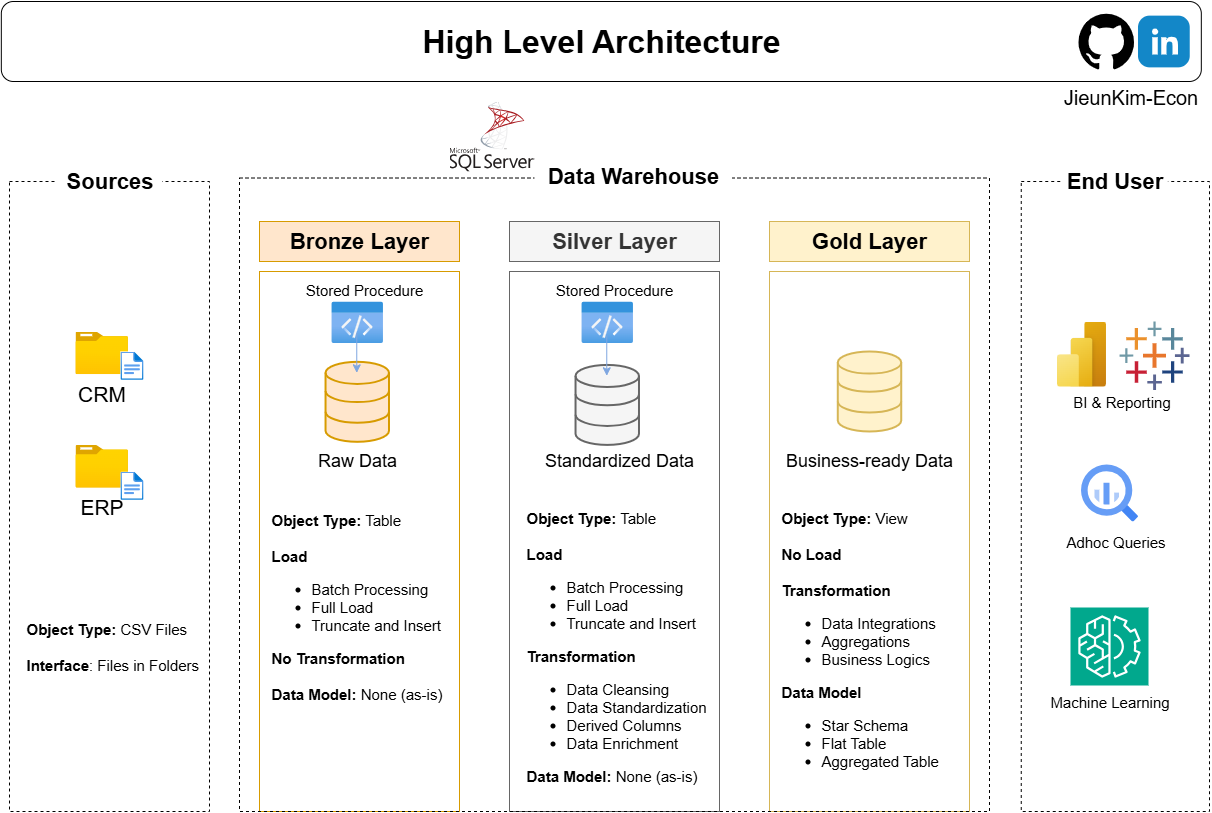 High Level Architecture
in
JieunKim-Econ
Microsoft
SQL Server
Sources
CRM
ERP
Object Type: CSV Files
Interface: Files in Folders
Data Warehouse
Bronze Layer
Stored Procedure
</>
Raw Data
Object Type: Table
Load
• Batch Processing
• Full Load
• Truncate and Insert
No Transformation
Data Model: None (as-is)
Silver Layer
Stored Procedure
</>
Standardized Data
Object Type: Table
Load
• Batch Processing
• Full Load
• Truncate and Insert
Transformation
• Data Cleansing
• Data Standardization
• Derived Columns
• Data Enrichment
Data Model: None (as-is)
Gold Layer
Business-ready Data
Object Type: View
No Load
Transformation
• Data Integrations
• Aggregations
• Business Logics
Data Model
• Star Schema
• Flat Table
• Aggregated Table
End User
BI & Reporting
Adhoc Queries
Machine Learning